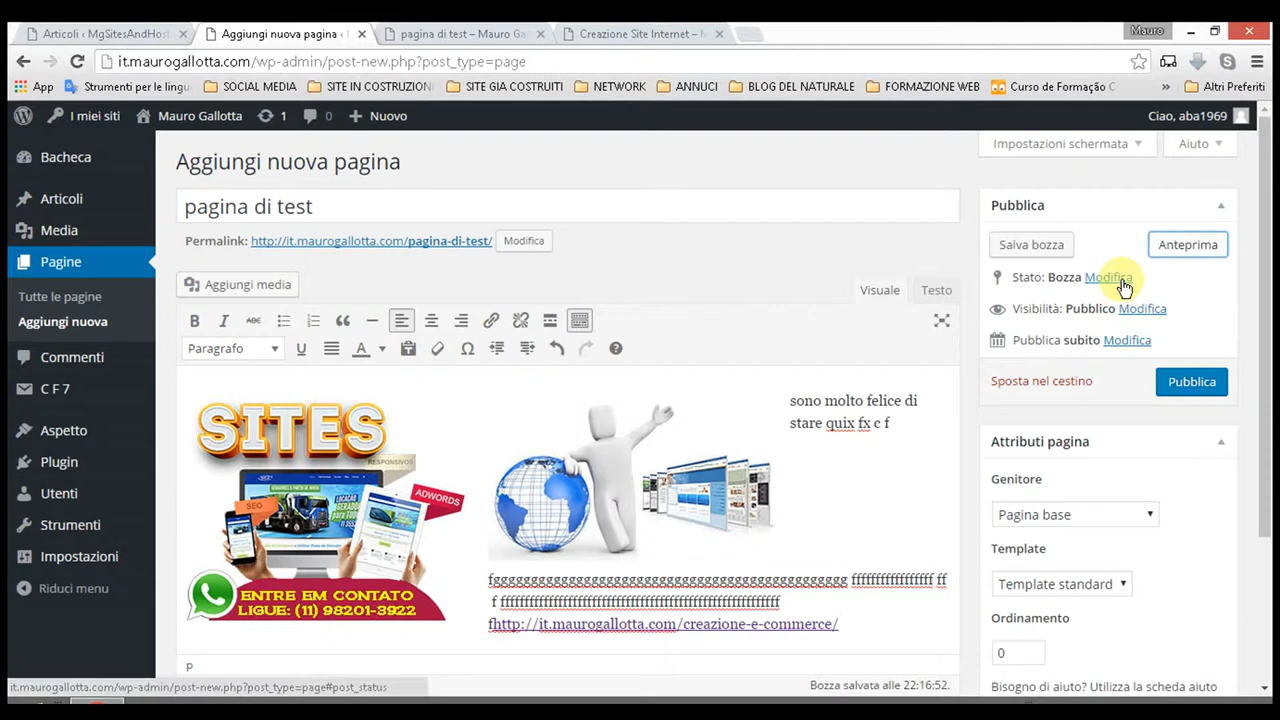 Articoli ‹ MgSitesAndHost
Aggiungi nuova pagina ‹
pagina di test – Mauro G
Creazione Site Internet – M
Mauro
it.maurogallotta.com/wp-admin/post-new.php?post_type=page
App
Strumenti per le lingu
SOCIAL MEDIA
SITE IN COSTRUZIO
SITE GIA COSTRUITI
NETWORK
ANNUCI
BLOG DEL NATURALE
FORMAZIONE WEB
Curso de Formação C
»
Altri Preferiti
I miei siti
Mauro Gallotta
1
0
Nuovo
Ciao, aba1969
Bacheca
Articoli
Media
Pagine
Tutte le pagine
Aggiungi nuova
Commenti
C F 7
Aspetto
Plugin
Utenti
Strumenti
Impostazioni
Riduci menu
Impostazioni schermata
Aiuto
Aggiungi nuova pagina
pagina di test
Permalink: http://it.maurogallotta.com/pagina-di-test/
Modifica
Aggiungi media
Visuale
Testo
B I ABC
Paragrafo
U A
SITES
RESPONSIVOS
SEO
ADWORDS
ENTRE EM CONTATO
LIGUE: (11) 98201-3922
sono molto felice di
stare quix fx c f
fhttp://it.maurogallotta.com/creazione-e-commerce/
P
Bozza salvata alle 22:16:52.
Pubblica
Salva bozza
Anteprima
Stato: Bozza Modifica
Visibilità: Pubblico Modifica
Pubblica subito Modifica
Sposta nel cestino
Pubblica
Attributi pagina
Genitore
Pagina base
Template
Template standard
Ordinamento
0
Bisogno di aiuto? Utilizza la scheda aiuto
it.maurogallotta.com/wp-admin/post-new.php?post_type=page#post_status